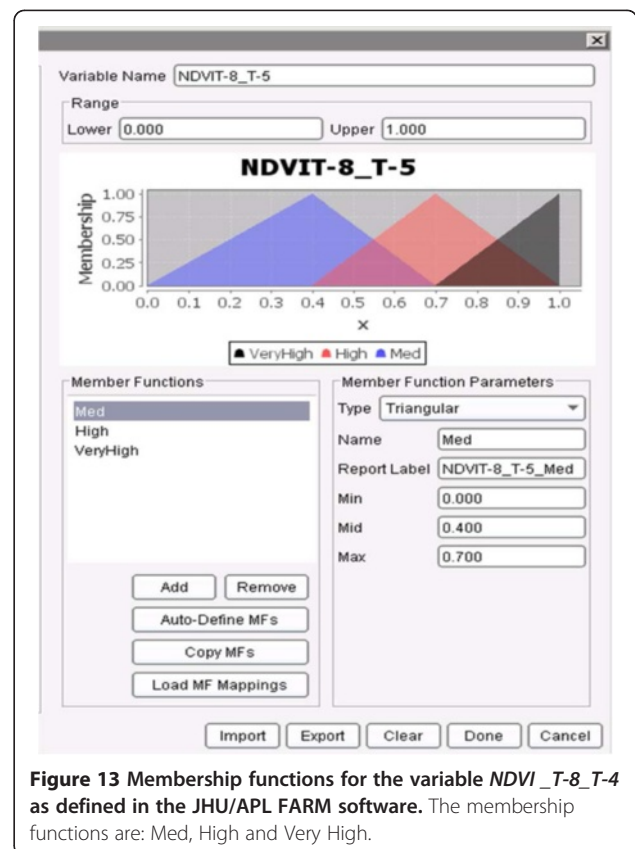 Variable Name NDVIT-8_T-5
Range
Lower 0.000 Upper 1.000
NDVIT-8_T-5
Membership
1.00
0.75
0.50
0.25
0.00
0.0 0.1 0.2 0.3 0.4 0.5 0.6 0.7 0.8 0.9 1.0
x
VeryHigh High Med
Member Functions
Med
High
VeryHigh
Add Remove
Auto-Define MFs
Copy MFs
Load MF Mappings
Member Function Parameters
Type Triangular
Name Med
Report Label NDVIT-8_T-5_Med
Min 0.000
Mid 0.400
Max 0.700
Import Export Clear Done Cancel
Figure 13 Membership functions for the variable NDVI _T-8_T-4
as defined in the JHU/APL FARM software. The membership
functions are: Med, High and Very High.